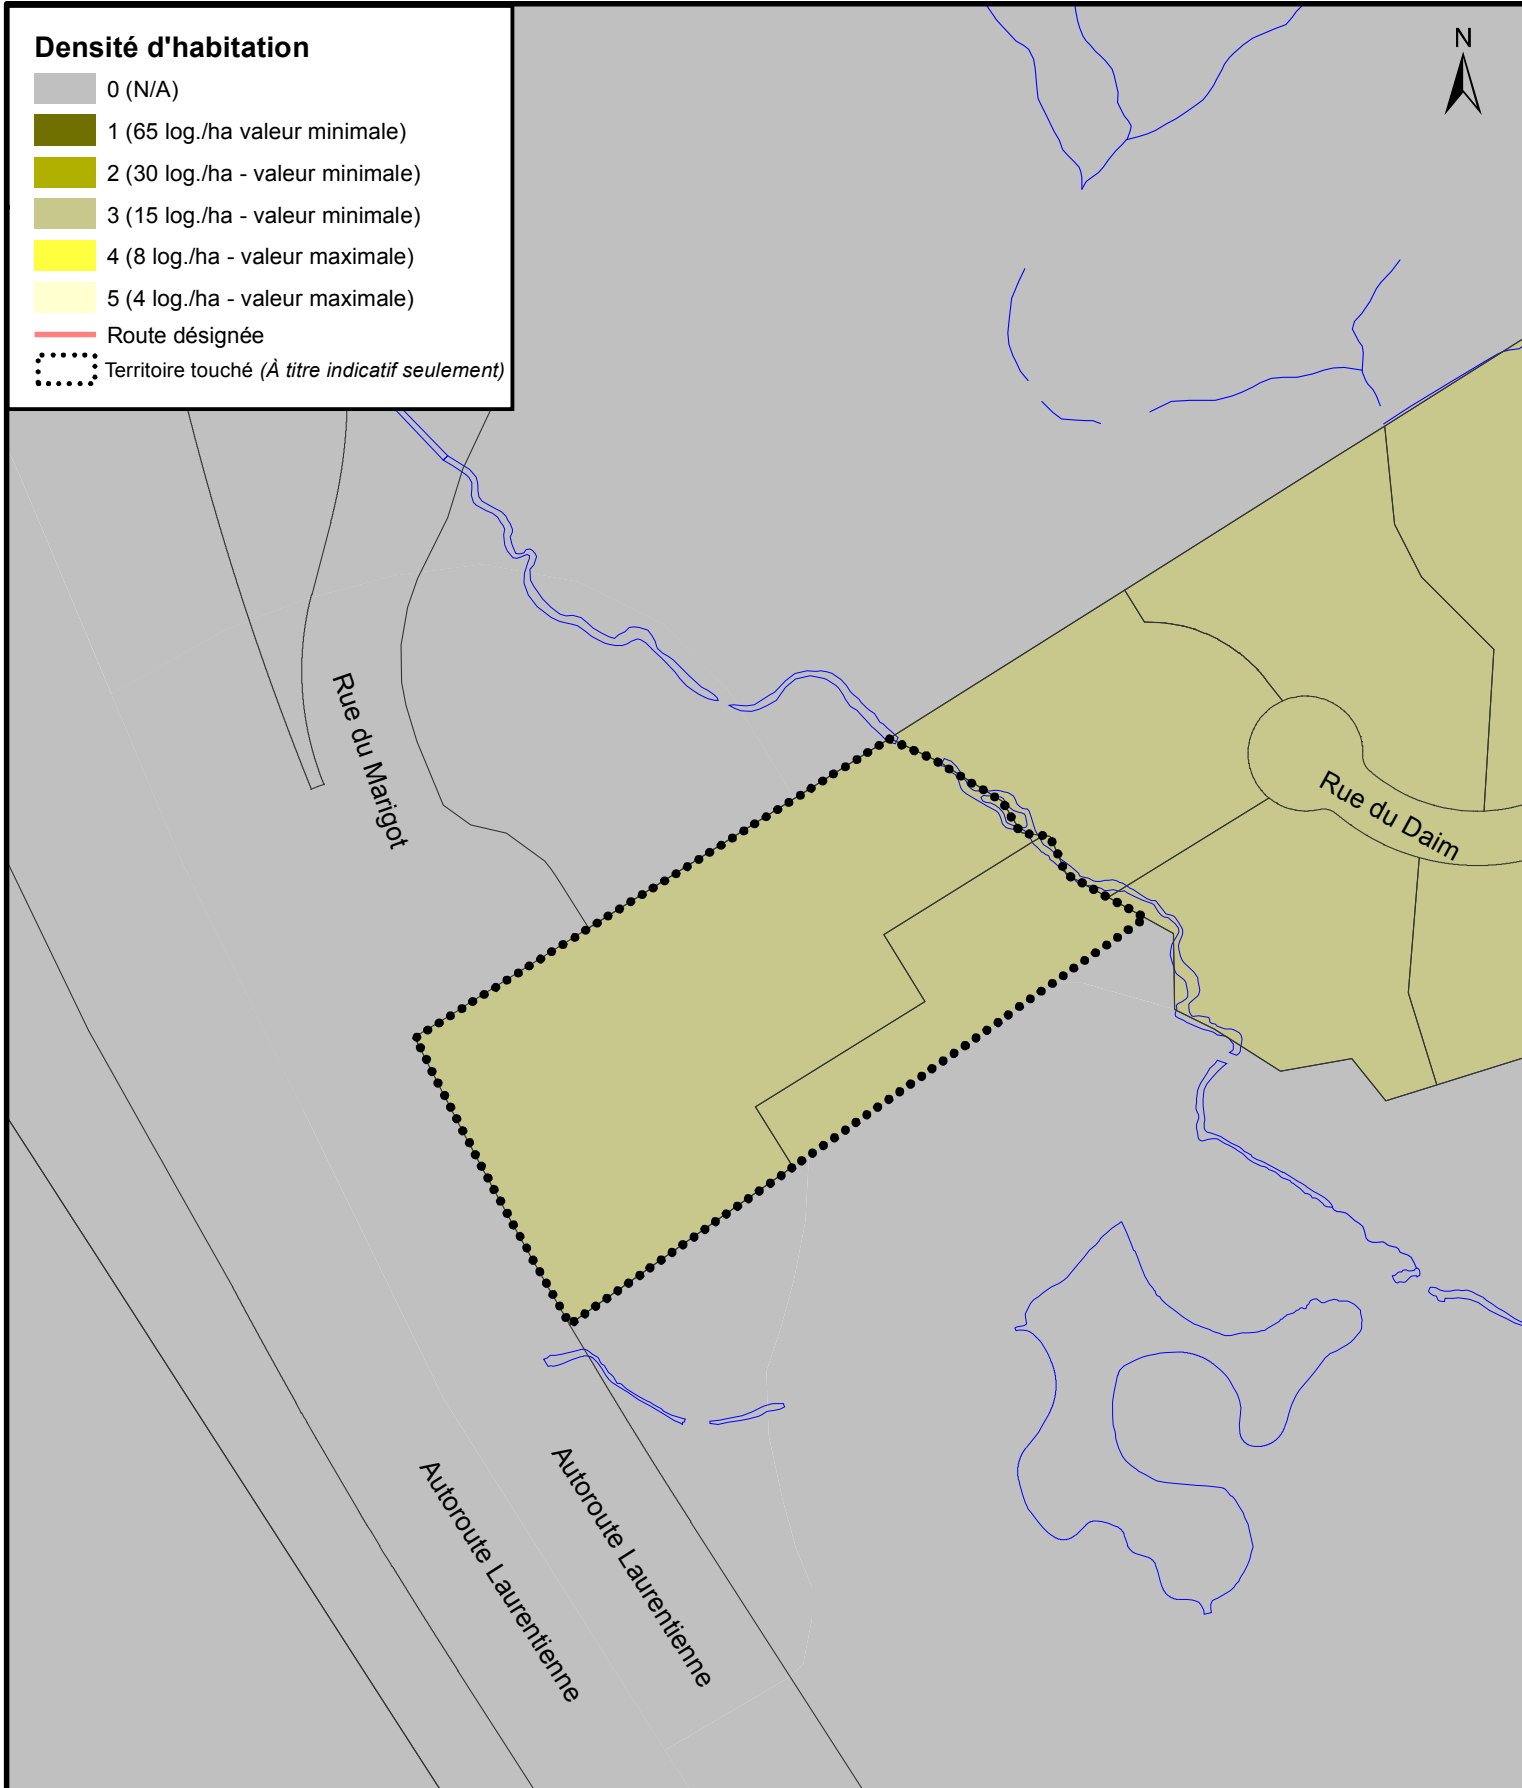 Densité d'habitation
0 (N/A)
1 (65 log./ha valeur minimale)
2 (30 log./ha - valeur minimale)
3 (15 log./ha - valeur minimale)
4 (8 log./ha - valeur maximale)
5 (4 log./ha - valeur maximale)
Route désignée
Territoire touché (À titre indicatif seulement)
N
Rue du Marigot
Rue du Daim
Autoroute Laurentienne
Autoroute Laurentienne